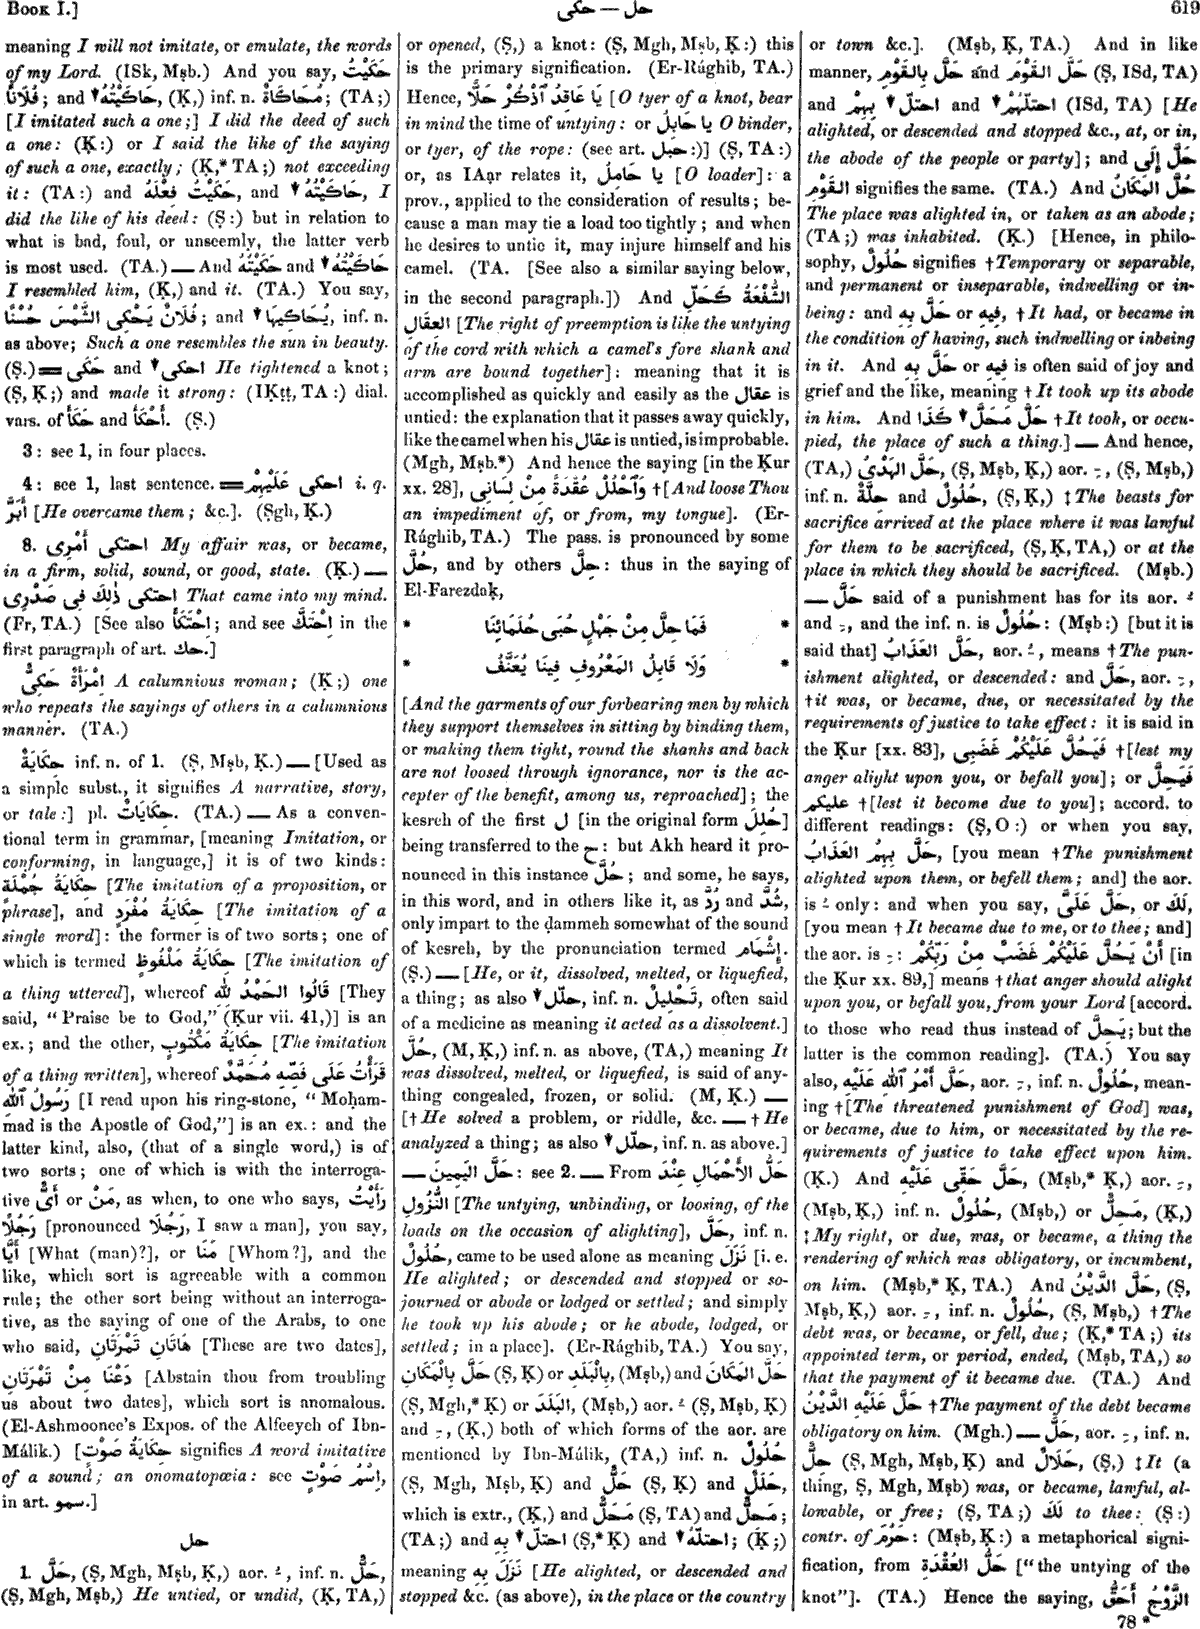 Book I.]
حل — حكى
619
meaning I will not imitate, or emulate, the words
of my Lord. (ISk, Mṣb.) And you say, حَكَيْتُ
فُلَانًا; and ▼حَاكَيْتُهُ, (Ḳ,) inf. n. مُحَاكَاةٌ; (TA;)
[I imitated such a one;] I did the deed of such
a one: (Ḳ:) or I said the like of the saying
of such a one, exactly; (Ḳ,* TA;) not exceeding
it: (TA:) and حَكَيْتُ فِعْلَهُ, and ▼حَاكَيْتُهُ, I
did the like of his deed: (Ṣ:) but in relation to
what is bad, foul, or unseemly, the latter verb
is most used. (TA.) — And حَكَيْتُهُ and ▼حَاكَيْتُهُ
I resembled him, (Ḳ,) and it. (TA.) You say,
فُلَانٌ يَحْكِى الشَّمْسَ حُسْنًا; and ▼يُحَاكِيهَا, inf. n.
as above; Such a one resembles the sun in beauty.
(Ṣ.) = حَكَى and ▼احكى He tightened a knot;
(Ṣ, Ḳ;) and made it strong: (IḲṭṭ, TA:) dial.
vars. of حَكَأَ and أَحْكَأَ. (Ṣ.)
3: see 1, in four places.
4: see 1, last sentence. = احكى عَلَيْهِمْ i. q.
أَبَرَّ [He overcame them; &c.]. (Ṣgh, Ḳ.)
8. احتكى أَمْرِى My affair was, or became,
in a firm, solid, sound, or good, state. (Ḳ.) —
احتكى ذٰلِكَ فِى صَدْرِى That came into my mind.
(Fr, TA.) [See also اِحْتَكَأَ; and see اِحْتَكَّ in the
first paragraph of art. حك.]
اِمْرَأَةٌ حَكِىٌّ A calumnious woman; (Ḳ;) one
who repeats the sayings of others in a calumnious
manner. (TA.)
حِكَايَةٌ inf. n. of 1. (Ṣ, Mṣb, Ḳ.) — [Used as
a simple subst., it signifies A narrative, story,
or tale:] pl. حِكَايَاتٌ. (TA.) — As a conven-
tional term in grammar, [meaning Imitation, or
conforming, in language,] it is of two kinds:
حِكَايَةُ جُمْلَةٍ [The imitation of a proposition, or
phrase], and حِكَايَةُ مُفْرَدٍ [The imitation of a
single word]: the former is of two sorts; one of
which is termed حِكَايَةُ مَلْفُوظٍ [The imitation of
a thing uttered], whereof قَالُوا الحَمْدُ لِلّٰهِ [They
said, "Praise be to God," (Ḳur vii. 41,)] is an
ex.; and the other, حِكَايَةُ مَكْتُوبٍ [The imitation
of a thing written], whereof قَرَأْتُ عَلَى فَصِّهِ مُحَمَّدٌ
رَسُولُ ٱللّٰهِ [I read upon his ring-stone, "Moḥam-
mad is the Apostle of God,"] is an ex.: and the
latter kind, also, (that of a single word,) is of
two sorts; one of which is with the interroga-
tive أَىٌّ or مَنْ, as when, to one who says, رَأَيْتُ
رَجُلًا [pronounced رَجُلَا, I saw a man], you say,
أَيَّا [What (man)?], or مَنَا [Whom?], and the
like, which sort is agreeable with a common
rule; the other sort being without an interroga-
tive, as the saying of one of the Arabs, to one
who said, هَاتَانِ تَمْرَتَانِ [These are two dates],
دَعْنَا مِنْ تَمْرَتَانِ [Abstain thou from troubling
us about two dates], which sort is anomalous.
(El-Ashmoonee's Expos. of the Alfeeyeh of Ibn-
Málik.) [حِكَايَةُ صَوْتٍ signifies A word imitative
of a sound; an onomatopœia: see اِسْمُ صَوْتٍ,
in art. سمو.]
حل
1. حَلَّ, (Ṣ, Mgh, Mṣb, Ḳ,) aor. ـُ , inf. n. حَلٌّ,
(Ṣ, Mgh, Mṣb,) He untied, or undid, (Ḳ, TA,)
or opened, (Ṣ,) a knot: (Ṣ, Mgh, Mṣb, Ḳ:) this
is the primary signification. (Er-Rághib, TA.)
Hence, يَا عَاقِدُ ٱذْكُرْ حَلًّا [O tyer of a knot, bear
in mind the time of untying: or يا حَابِلُ O binder,
or tyer, of the rope: (see art. حبل:)] (Ṣ, TA:)
or, as IAạr relates it, يا حَامِلُ [O loader]: a
prov., applied to the consideration of results; be-
cause a man may tie a load too tightly; and when
he desires to untie it, may injure himself and his
camel. (TA. [See also a similar saying below,
in the second paragraph.]) And الشُّفْعَةُ كَحَلِّ
العِقَالِ [The right of preemption is like the untying
of the cord with which a camel's fore shank and
arm are bound together]: meaning that it is
accomplished as quickly and easily as the عقال is
untied: the explanation that it passes away quickly,
like the camel when his عقال is untied, is improbable.
(Mgh, Mṣb.*) And hence the saying [in the Ḳur
xx. 28], وَٱحْلُلْ عُقْدَةً مِنْ لِسَانِى †[And loose Thou
an impediment of, or from, my tongue]. (Er-
Rághib, TA.) The pass. is pronounced by some
حُلَّ, and by others حِلَّ: thus in the saying of
El-Farezdaḳ,
* فَمَا حِلَّ مِنْ جَهْلٍ حُبَى حُلَمَائِنَا *
* وَلَا قَابِلُ المَعْرُوفِ فِينَا يُعَنَّفُ *
[And the garments of our forbearing men by which
they support themselves in sitting by binding them,
or making them tight, round the shanks and back
are not loosed through ignorance, nor is the ac-
cepter of the benefit, among us, reproached]; the
kesreh of the first ل [in the original form حُلِلَ]
being transferred to the ح: but Akh heard it pro-
nounced in this instance حُلَّ; and some, he says,
in this word, and in others like it, as رُدَّ and شُدَّ,
only impart to the ḍammeh somewhat of the sound
of kesreh, by the pronunciation termed إِشْمَام.
(Ṣ.) — [He, or it, dissolved, melted, or liquefied,
a thing; as also ▼حلّل, inf. n. تَحْلِيلٌ, often said
of a medicine as meaning it acted as a dissolvent.]
حُلَّ, (M, Ḳ,) inf. n. as above, (TA,) meaning It
was dissolved, melted, or liquefied, is said of any-
thing congealed, frozen, or solid. (M, Ḳ.) —
[†He solved a problem, or riddle, &c. — †He
analyzed a thing; as also ▼حلّل, inf. n. as above.]
— حَلَّ اليَمِينَ: see 2. — From حَلُّ الأَحْمَالِ عِنْدَ
النُّزُولِ [The untying, unbinding, or loosing, of the
loads on the occasion of alighting], حَلَّ, inf. n.
حُلُولٌ, came to be used alone as meaning نَزَلَ [i. e.
He alighted; or descended and stopped or so-
journed or abode or lodged or settled; and simply
he took up his abode; or he abode, lodged, or
settled; in a place]. (Er-Rághib, TA.) You say,
حَلَّ بِالْمَكَانِ (Ṣ, Ḳ) or بِالْبَلَدِ, (Mṣb,) and حَلَّ المَكَانَ
(Ṣ, Mgh,* Ḳ) or البَلَدَ, (Mṣb,) aor. ـُ (Ṣ, Mṣb, Ḳ)
and ـِ , (Ḳ,) both of which forms of the aor. are
mentioned by Ibn-Málik, (TA,) inf. n. حُلُولٌ
(Ṣ, Mgh, Mṣb, Ḳ) and حَلٌّ (Ṣ, Ḳ) and حَلَلٌ,
which is extr., (Ḳ,) and مَحَلٌّ (Ṣ, TA) and مَحِلٌّ;
(TA;) and ▼احتلّ بِهِ (Ṣ,* Ḳ) and ▼احتلّهُ; (Ḳ;)
meaning نَزَلَ بِهِ [He alighted, or descended and
stopped &c. (as above), in the place or the country
or town &c.]. (Mṣb, Ḳ, TA.) And in like
manner, حَلَّ بِالقَوْمِ and حَلَّ القَوْمَ (Ṣ, ISd, TA)
and ▼احتلّ بِهِمْ and ▼احتلّهُمْ (ISd, TA) [He
alighted, or descended and stopped &c., at, or in,
the abode of the people or party]; and حَلَّ إِلَى
القَوْمِ signifies the same. (TA.) And حُلَّ المَكَانُ
The place was alighted in, or taken as an abode;
(TA;) was inhabited. (Ḳ.) [Hence, in philo-
sophy, حُلُولٌ signifies †Temporary or separable,
and permanent or inseparable, indwelling or in-
being: and حَلَّ بِهِ or فِيهِ, †It had, or became in
the condition of having, such indwelling or inbeing
in it. And حَلَّ بِهِ or فيه is often said of joy and
grief and the like, meaning †It took up its abode
in him. And حَلَّ مَحَلَّ▼ كَذَا †It took, or occu-
pied, the place of such a thing.] — And hence,
(TA,) حَلَّ الهَدْىُ, (Ṣ, Mṣb, Ḳ,) aor. ـِ , (Ṣ, Mṣb,)
inf. n. حِلَّةٌ and حُلُولٌ, (Ṣ, Ḳ,) ‡The beasts for
sacrifice arrived at the place where it was lawful
for them to be sacrificed, (Ṣ, Ḳ, TA,) or at the
place in which they should be sacrificed. (Mṣb.)
— حَلَّ said of a punishment has for its aor. ـُ
and ـِ , and the inf. n. is حُلُولٌ: (Mṣb:) [but it is
said that] حَلَّ العَذَابُ, aor. ـُ , means †The pun-
ishment alighted, or descended: and حَلَّ, aor. ـِ ,
†it was, or became, due, or necessitated by the
requirements of justice to take effect: it is said in
the Ḳur [xx. 83], فَيَحُلَّ عَلَيْكُمْ غَضَبِى †[lest my
anger alight upon you, or befall you]; or فَيَحِلَّ
عليكم †[lest it become due to you]; accord. to
different readings: (Ṣ, O:) or when you say,
حَلَّ بِهِمُ العَذَابُ, [you mean †The punishment
alighted upon them, or befell them; and] the aor.
is ـُ only: and when you say, حَلَّ عَلَىَّ, or لَكَ,
[you mean †It became due to me, or to thee; and]
the aor. is ـِ : أَنْ يَحُلَّ عَلَيْكُمْ غَضَبٌ مِنْ رَبِّكُمْ [in
the Ḳur xx. 89,] means †that anger should alight
upon you, or befall you, from your Lord [accord.
to those who read thus instead of يَحِلَّ; but the
latter is the common reading]. (TA.) You say
also, حَلَّ أَمْرُ ٱللّٰهِ عَلَيْهِ, aor. ـِ , inf. n. حُلُولٌ, mean-
ing †[The threatened punishment of God] was,
or became, due to him, or necessitated by the re-
quirements of justice to take effect upon him.
(Ḳ.) And حَلَّ حَقِّى عَلَيْهِ, (Mṣb,* Ḳ,) aor. ـِ ,
(Mṣb, Ḳ,) inf. n. حُلُولٌ, (Mṣb,) or مَحِلٌّ, (Ḳ,)
‡My right, or due, was, or became, a thing the
rendering of which was obligatory, or incumbent,
on him. (Mṣb,* Ḳ, TA.) And حَلَّ الدَّيْنُ, (Ṣ,
Mṣb, Ḳ,) aor. ـِ , inf. n. حُلُولٌ, (Ṣ, Mṣb,) †The
debt was, or became, or fell, due; (Ḳ,* TA;) its
appointed term, or period, ended, (Mṣb, TA,) so
that the payment of it became due. (TA.) And
حَلَّ عَلَيْهِ الدَّيْنُ †The payment of the debt became
obligatory on him. (Mgh.) — حَلَّ, aor. ـِ , inf. n.
حِلٌّ (Ṣ, Mgh, Mṣb, Ḳ) and حَلَالٌ, (Ṣ,) ‡It (a
thing, Ṣ, Mgh, Mṣb) was, or became, lawful, al-
lowable, or free; (Ṣ, TA;) لَكَ to thee: (Ṣ:)
contr. of حَرُمَ: (Mṣb, Ḳ:) a metaphorical signi-
fication, from حَلُّ العُقْدَةِ ["the untying of the
knot"]. (TA.) Hence the saying, الزَّوْجُ أَحَقُّ
78 *